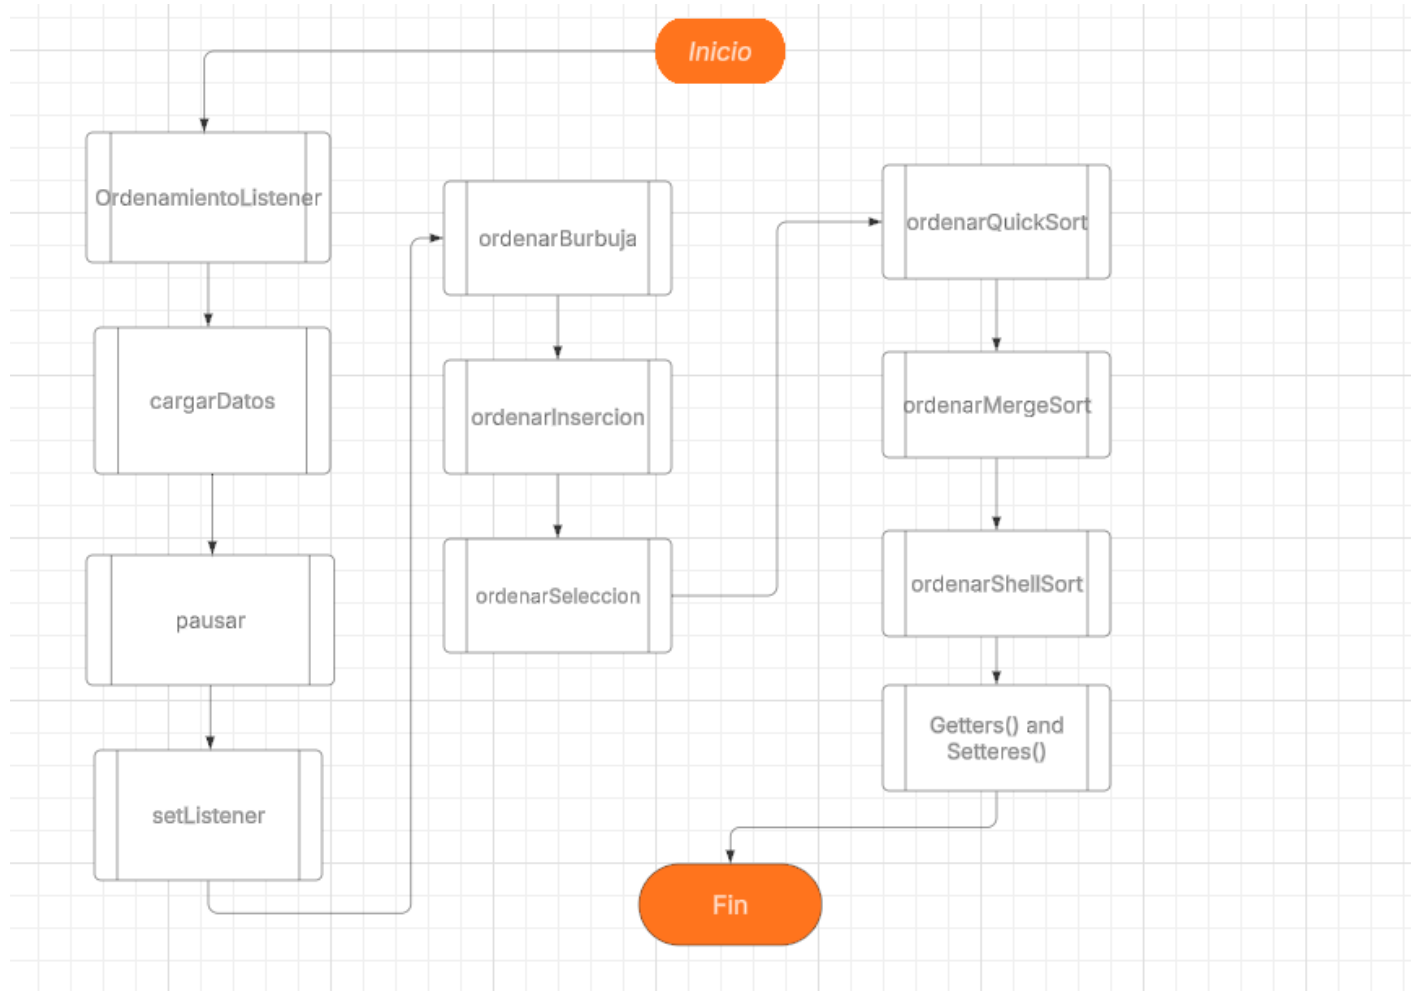 Inicio
OrdenamientoListener
cargarDatos
pausar
setListener
ordenarBurbuja
ordenarInsercion
ordenarSeleccion
ordenarQuickSort
ordenarMergeSort
ordenarShellSort
Getters() and
Setteres()
Fin